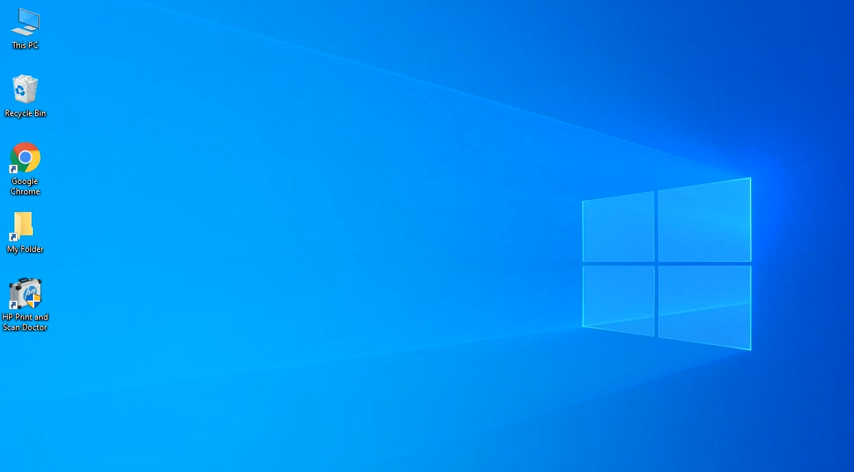 This PC
Recycle Bin
Google
Chrome
My Folder
HP Print and
Scan Doctor